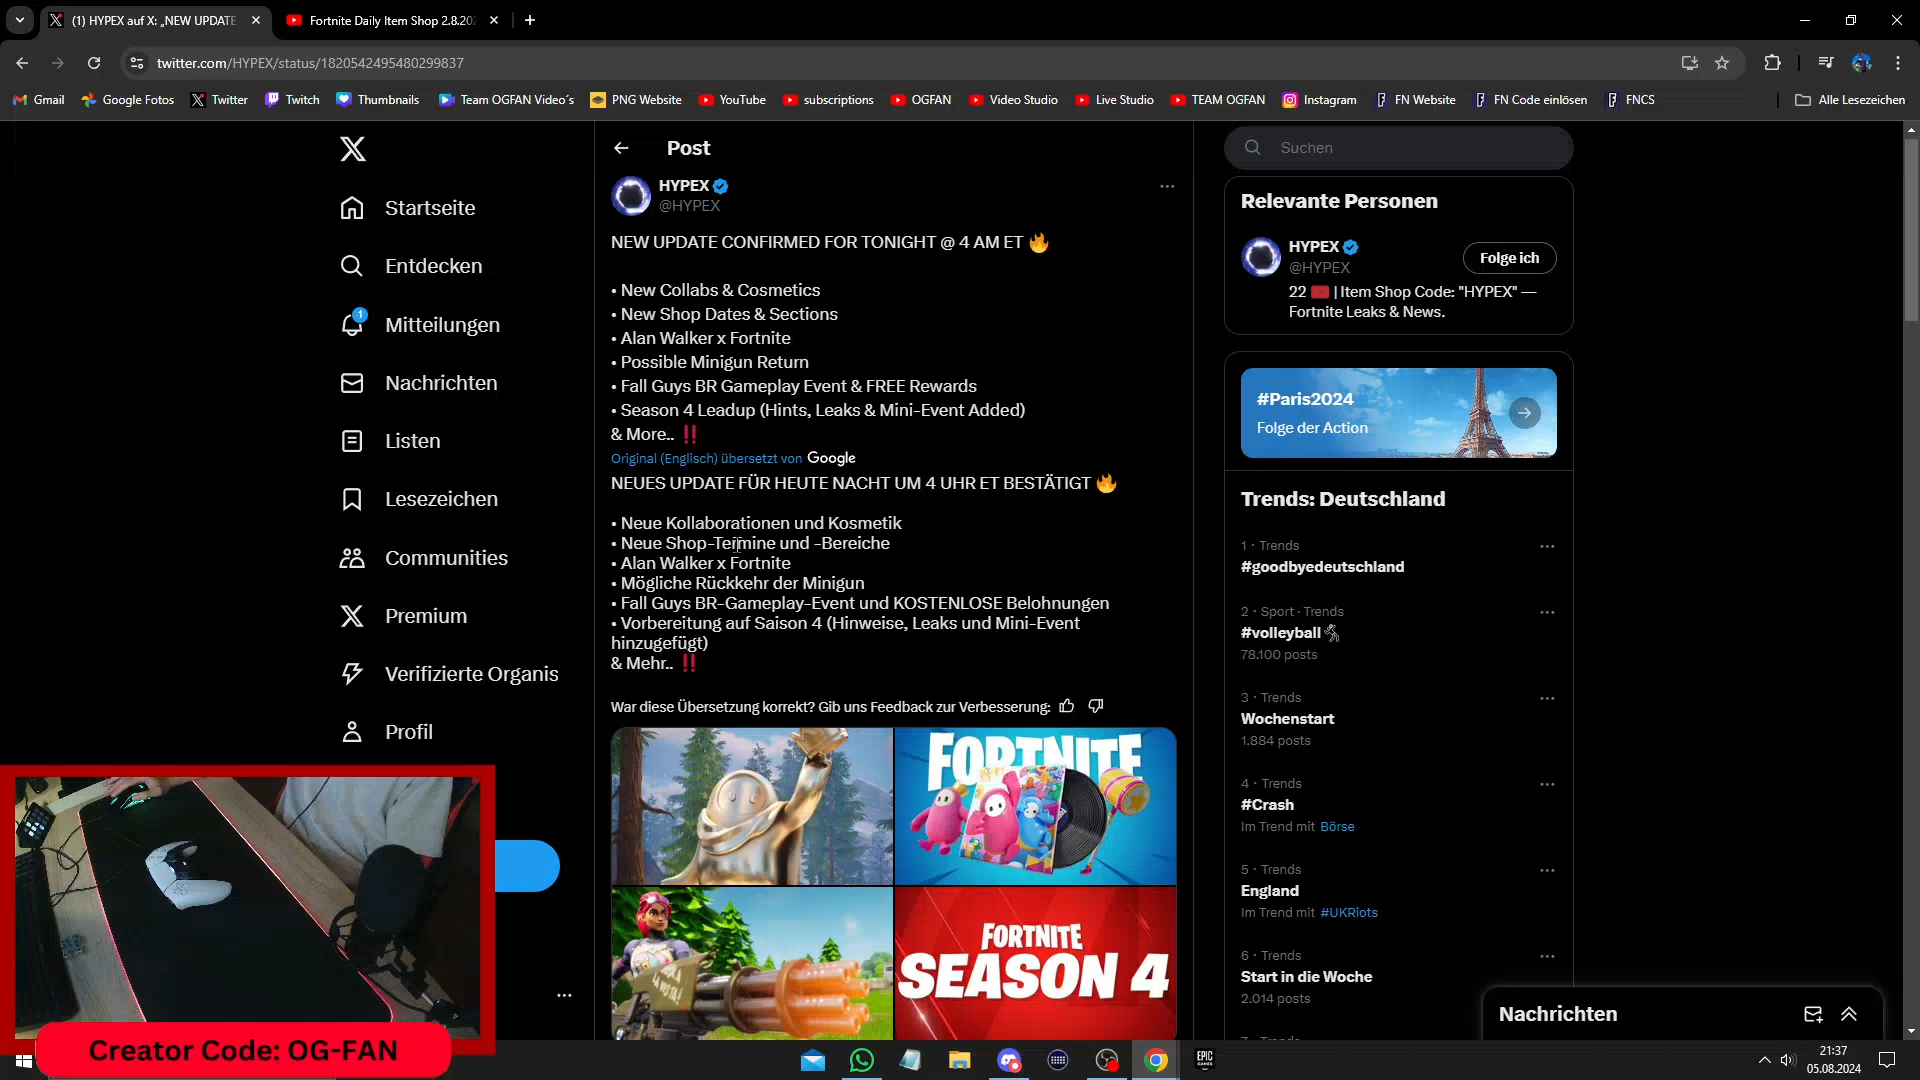 (1) HYPEX auf X: „NEW UPDATE
Fortnite Daily Item Shop 2.8.202
twitter.com/HYPEX/status/1820542495480299837
Gmail
Google Fotos
Twitter
Twitch
Thumbnails
Team OGFAN Video´s
PNG Website
YouTube
subscriptions
OGFAN
Video Studio
Live Studio
TEAM OGFAN
Instagram
FN Website
FN Code einlösen
FNCS
Alle Lesezeichen
Startseite
Entdecken
1
Mitteilungen
Nachrichten
Listen
Lesezeichen
Communities
Premium
Verifizierte Organis
Profil
Post
HYPEX
@HYPEX
NEW UPDATE CONFIRMED FOR TONIGHT @ 4 AM ET 🔥
• New Collabs & Cosmetics
• New Shop Dates & Sections
• Alan Walker x Fortnite
• Possible Minigun Return
• Fall Guys BR Gameplay Event & FREE Rewards
• Season 4 Leadup (Hints, Leaks & Mini-Event Added)
& More.. ‼️
Original (Englisch) übersetzt von Google
NEUES UPDATE FÜR HEUTE NACHT UM 4 UHR ET BESTÄTIGT 🔥
• Neue Kollaborationen und Kosmetik
• Neue Shop-Termine und -Bereiche
• Alan Walker x Fortnite
• Mögliche Rückkehr der Minigun
• Fall Guys BR-Gameplay-Event und KOSTENLOSE Belohnungen
• Vorbereitung auf Saison 4 (Hinweise, Leaks und Mini-Event
hinzugefügt)
& Mehr.. ‼️
War diese Übersetzung korrekt? Gib uns Feedback zur Verbesserung:
FORTNITE
FORTNITE
SEASON 4
Suchen
Relevante Personen
HYPEX
@HYPEX
Folge ich
22 | Item Shop Code: "HYPEX" —
Fortnite Leaks & News.
#Paris2024
Folge der Action
Trends: Deutschland
1 · Trends
#goodbyedeutschland
2 · Sport · Trends
#volleyball
78.100 posts
3 · Trends
Wochenstart
1.884 posts
4 · Trends
#Crash
Im Trend mit Börse
5 · Trends
England
Im Trend mit #UKRiots
6 · Trends
Start in die Woche
2.014 posts
Nachrichten
Creator Code: OG-FAN
EPIC
GAMES
21:37
05.08.2024